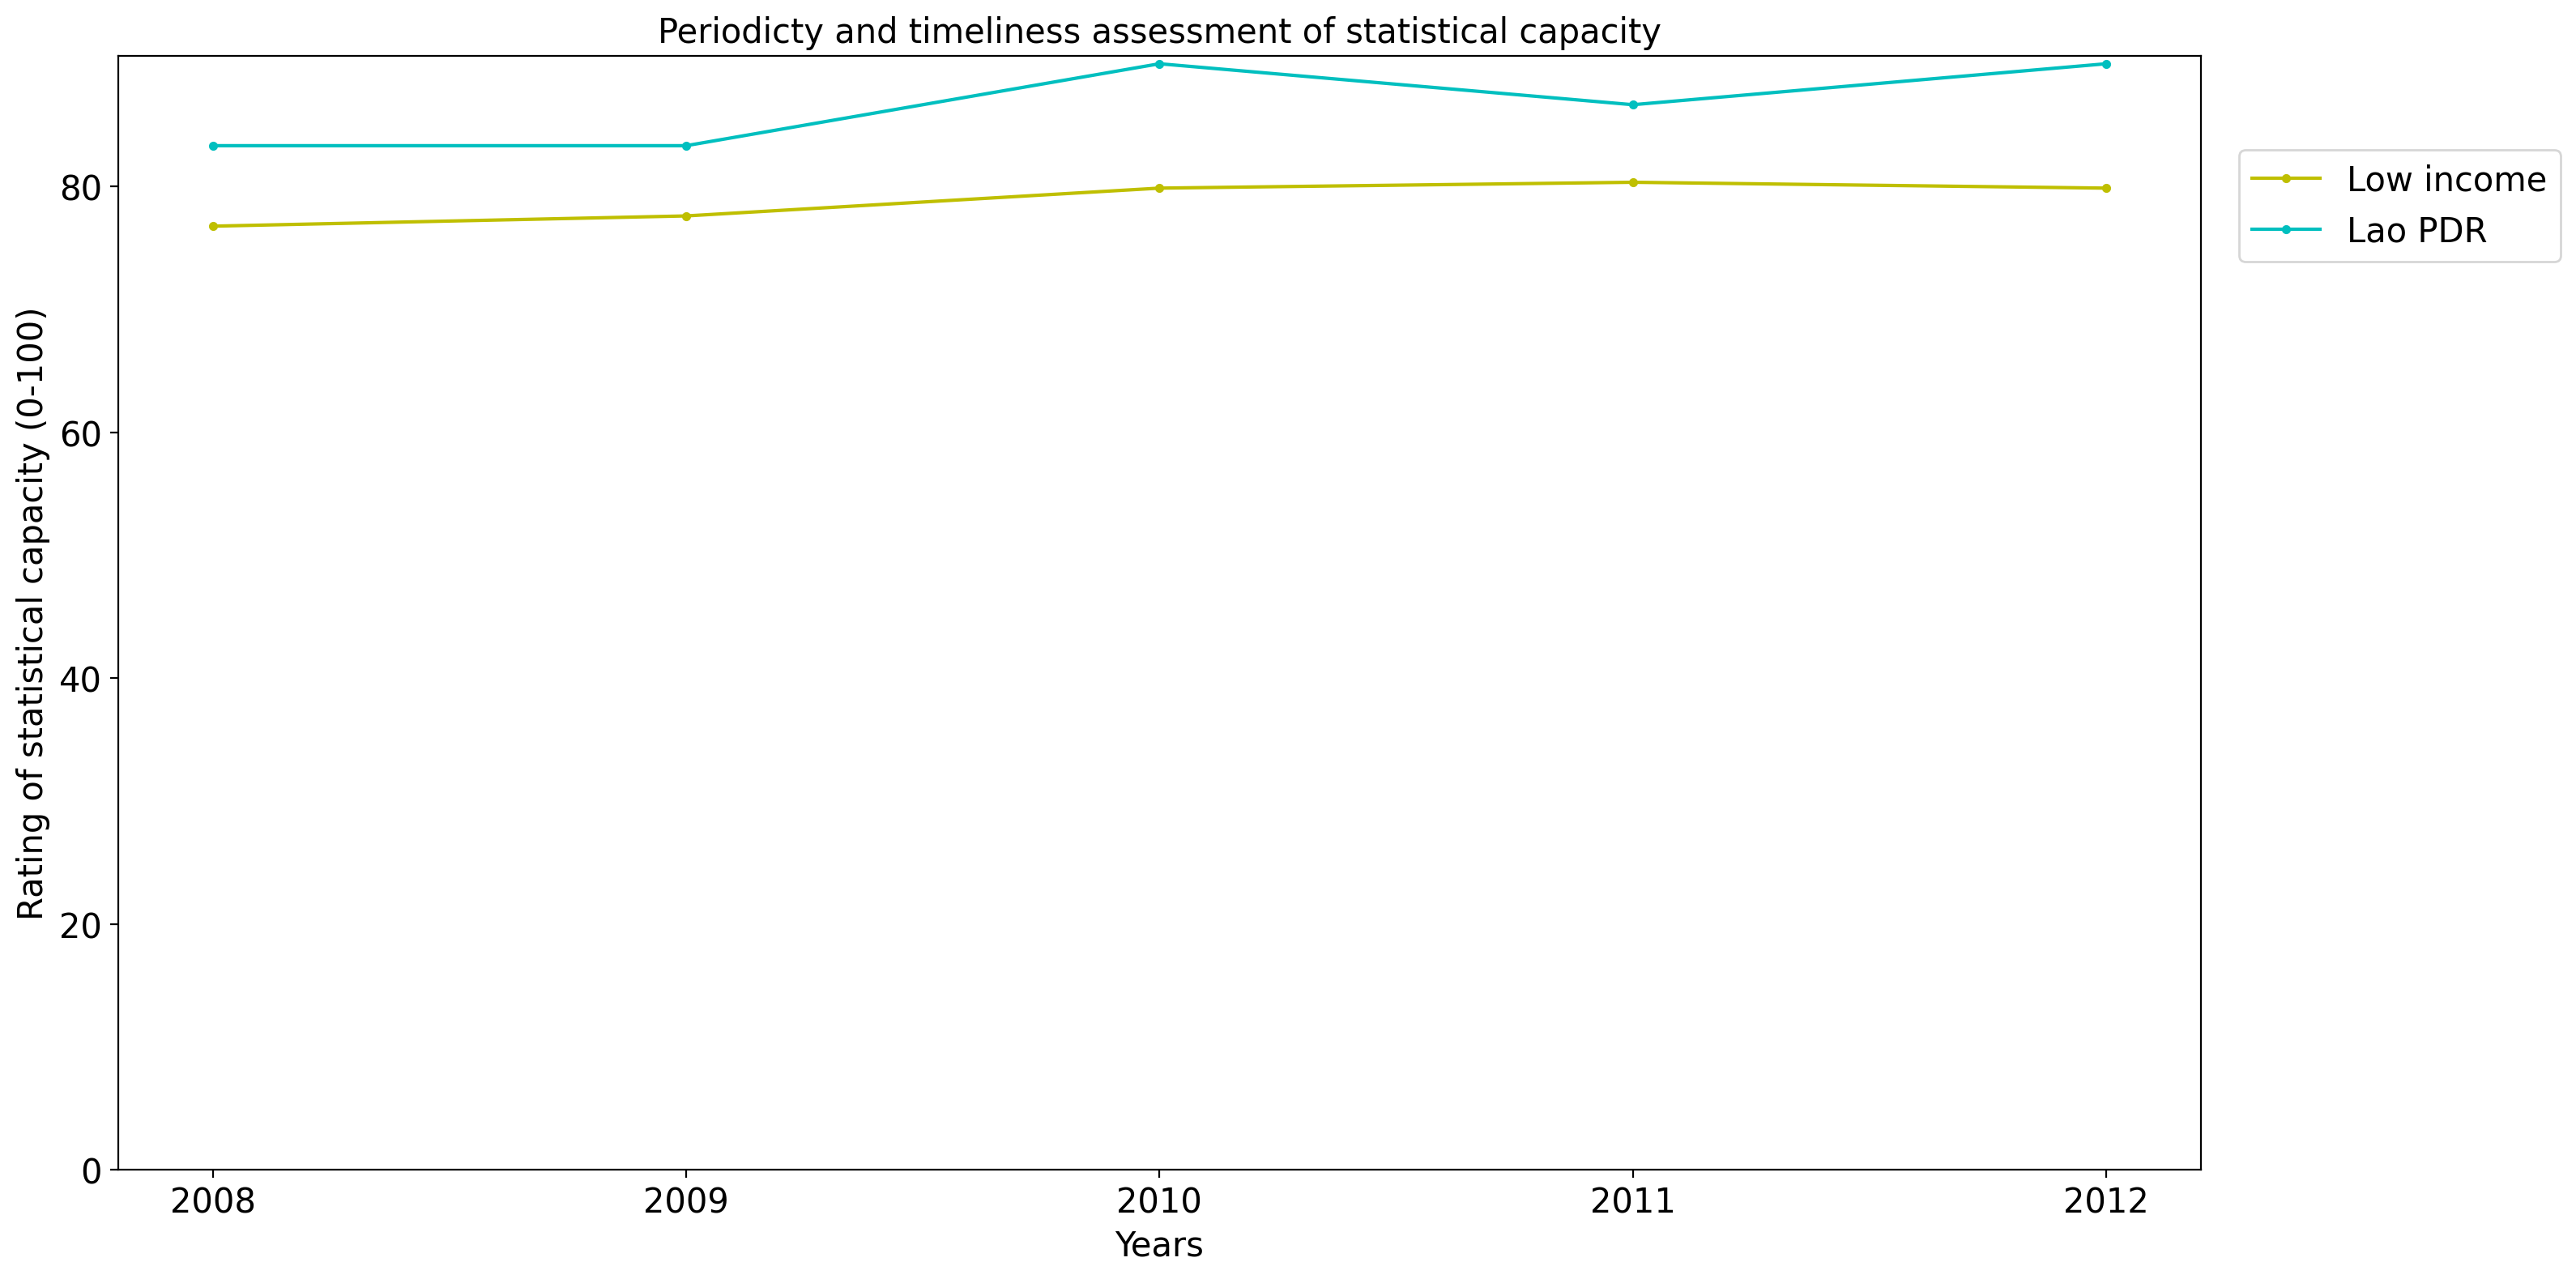 Periodicty and timeliness assessment of statistical capacity
Rating of statistical capacity (0-100)
80
60
40
20
0
2008 2009 2010 2011 2012
Years
Low income
Lao PDR